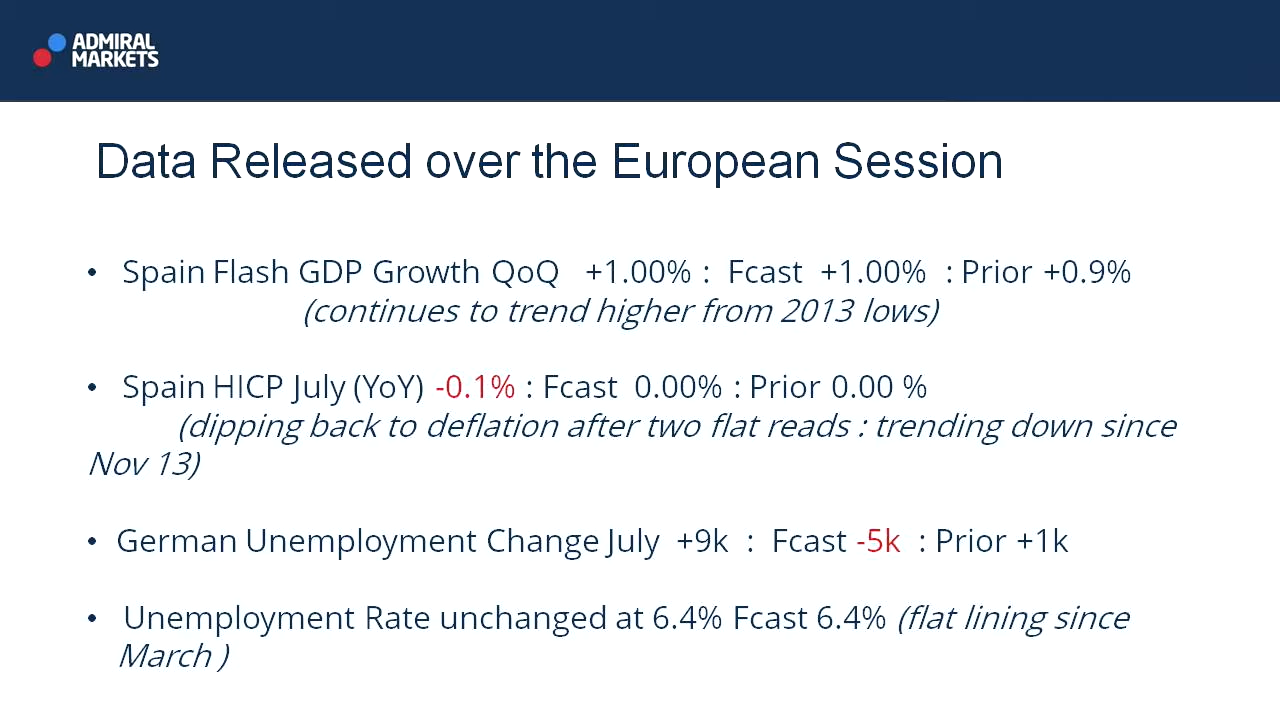 ADMIRAL
MARKETS
Data Released over the European Session
• Spain Flash GDP Growth QoQ +1.00% : Fcast +1.00% : Prior +0.9%
(continues to trend higher from 2013 lows)
• Spain HICP July (YoY) -0.1% : Fcast 0.00% : Prior 0.00 %
(dipping back to deflation after two flat reads : trending down since
Nov 13)
• German Unemployment Change July +9k : Fcast -5k : Prior +1k
• Unemployment Rate unchanged at 6.4% Fcast 6.4% (flat lining since
March )